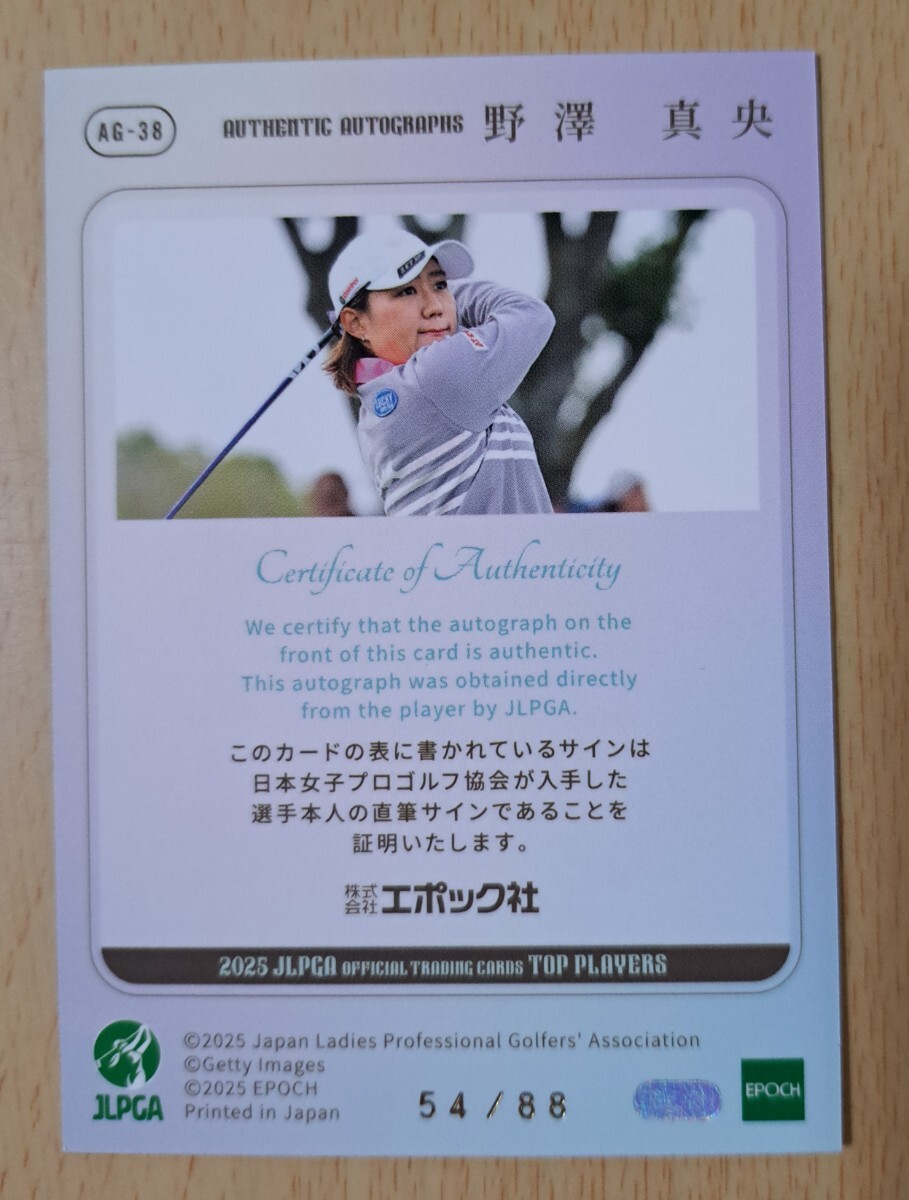 AG-38
AUTHENTIC AUTOGRAPHS 野澤 真央
Certificate of Authenticity
We certify that the autograph on the
front of this card is authentic.
This autograph was obtained directly
from the player by JLPGA.
このカードの表に書かれているサインは
日本女子プロゴルフ協会が入手した
選手本人の直筆サインであることを
証明いたします。
株式会社エポック社
2025 JLPGA OFFICIAL TRADING CARDS TOP PLAYERS
©2025 Japan Ladies Professional Golfers' Association
©Getty Images
©2025 EPOCH
Printed in Japan
JLPGA
54/88
EPOCH